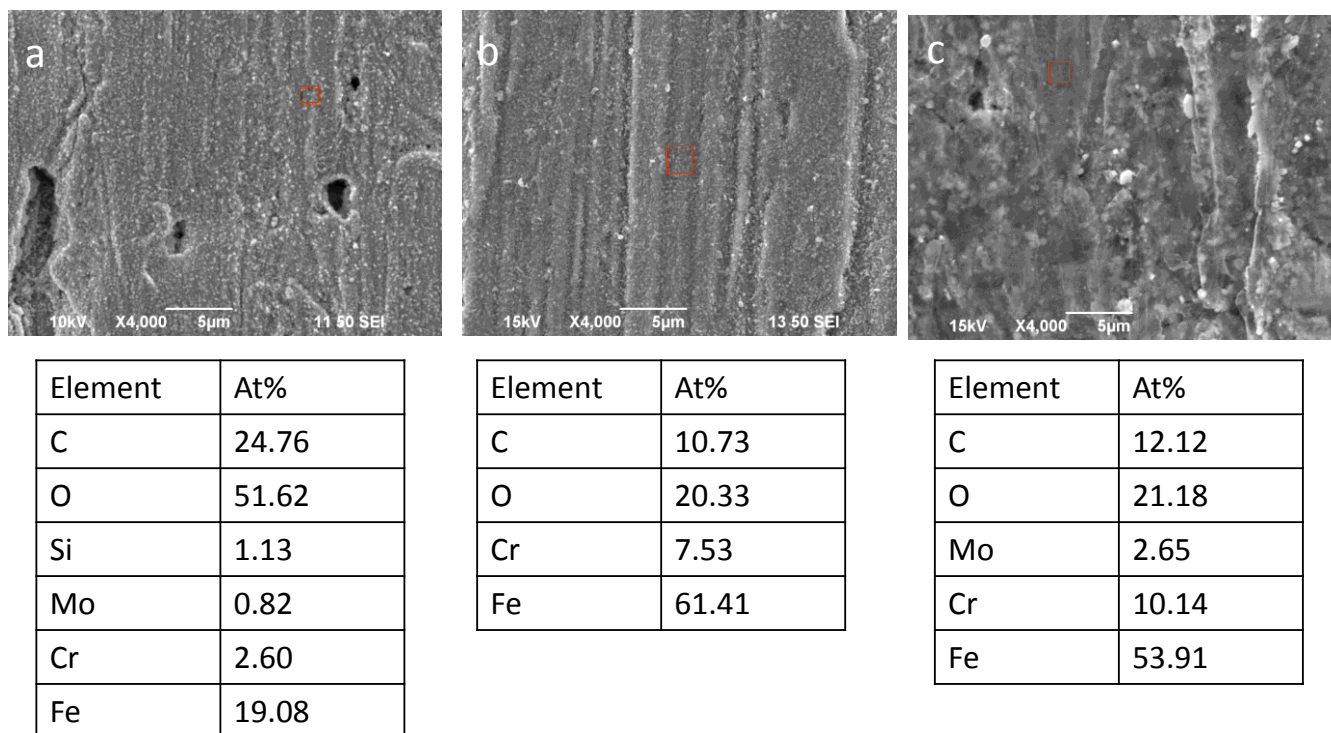 a
10kV X4,000 5µm 11 50 SEI
b
15kV X4,000 5µm 13 50 SEI
c
15kV X4,000 5µm
Element At%
C 24.76
O 51.62
Si 1.13
Mo 0.82
Cr 2.60
Fe 19.08
Element At%
C 10.73
O 20.33
Cr 7.53
Fe 61.41
Element At%
C 12.12
O 21.18
Mo 2.65
Cr 10.14
Fe 53.91